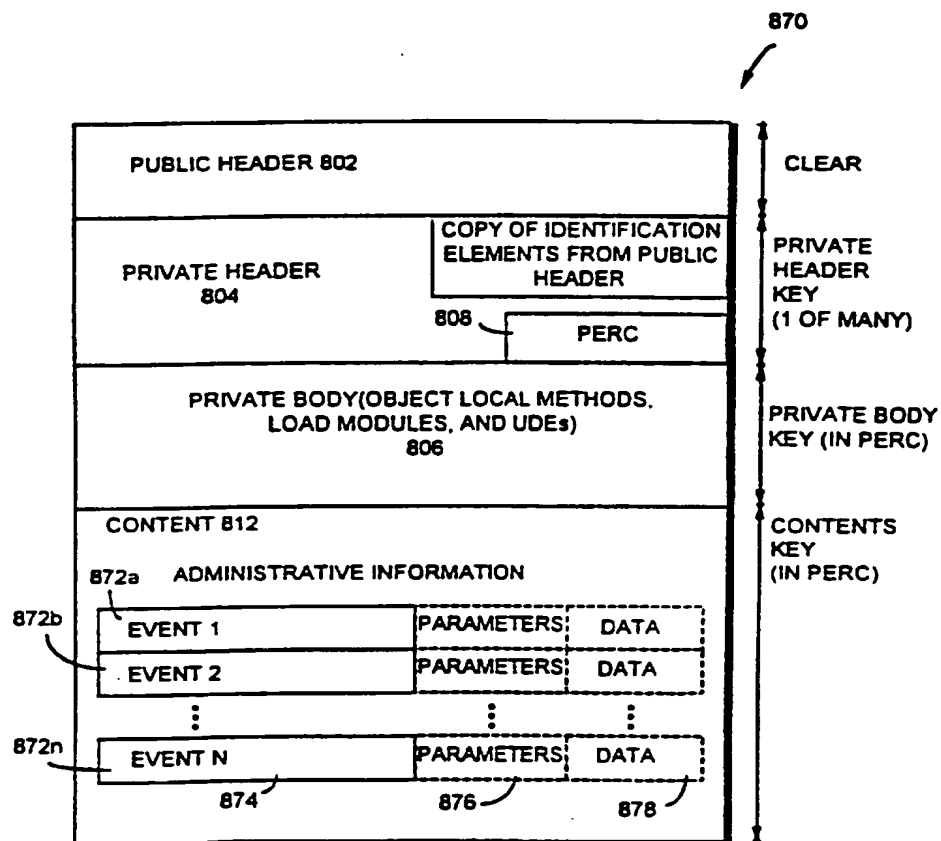 870
PUBLIC HEADER 802
CLEAR
COPY OF IDENTIFICATION
ELEMENTS FROM PUBLIC
HEADER
PRIVATE HEADER
804
808
PERC
PRIVATE
HEADER
KEY
(1 OF MANY)
PRIVATE BODY(OBJECT LOCAL METHODS,
LOAD MODULES, AND UDEs)
806
PRIVATE BODY
KEY (IN PERC)
CONTENT 812
CONTENTS
KEY
(IN PERC)
872a
ADMINISTRATIVE INFORMATION
872b
EVENT 1 PARAMETERS DATA
EVENT 2 PARAMETERS DATA
872n
EVENT N PARAMETERS DATA
874 876 878